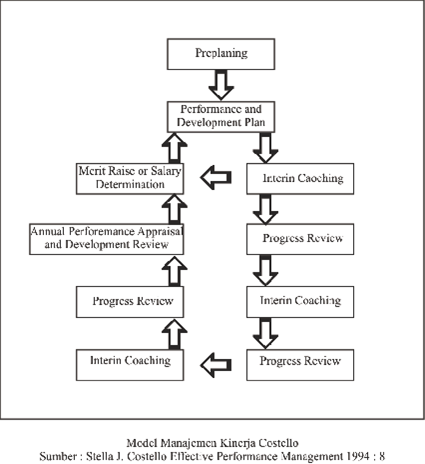 Preplaning
Performance and
Development Plan
Merit Raise or Salary
Determination
Interin Caoching
Annual Perforemance Appraisal
and Development Review
Progress Review
Progress Review
Interin Coaching
Interin Coaching
Progress Review
Model Manajemen Kinerja Costello
Sumber : Stella J. Costello Effective Performance Management 1994 : 8